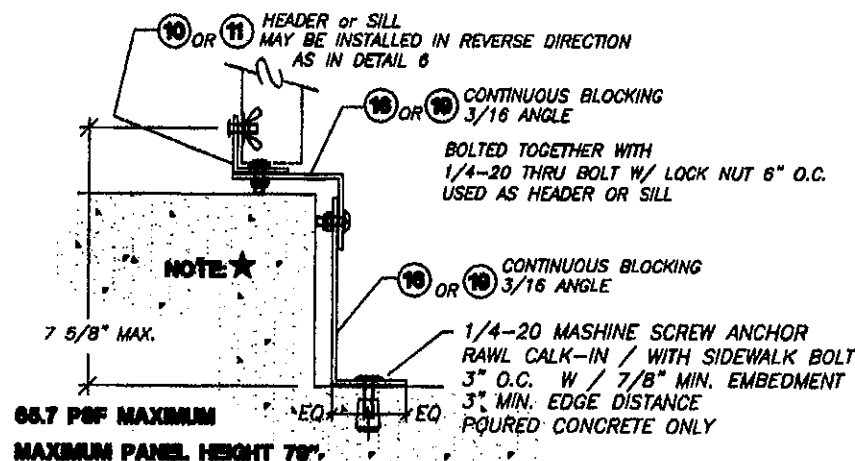 10 OR 11 HEADER or SILL
MAY BE INSTALLED IN REVERSE DIRECTION
AS IN DETAIL 6
OR 19 CONTINUOUS BLOCKING
3/16 ANGLE
BOLTED TOGETHER WITH
1/4-20 THRU BOLT W/ LOCK NUT 6" O.C.
USED AS HEADER OR SILL
NOTE: ★
OR 19 CONTINUOUS BLOCKING
3/16 ANGLE
7 5/8" MAX.
1/4-20 MASHINE SCREW ANCHOR
RAWL CALK-IN / WITH SIDEWALK BOLT
3" O.C. W / 7/8" MIN. EMBEDMENT
3" MIN. EDGE DISTANCE
POURED CONCRETE ONLY
EQ EQ
65.7 PSF MAXIMUM
MAXIMUM PANEL HEIGHT